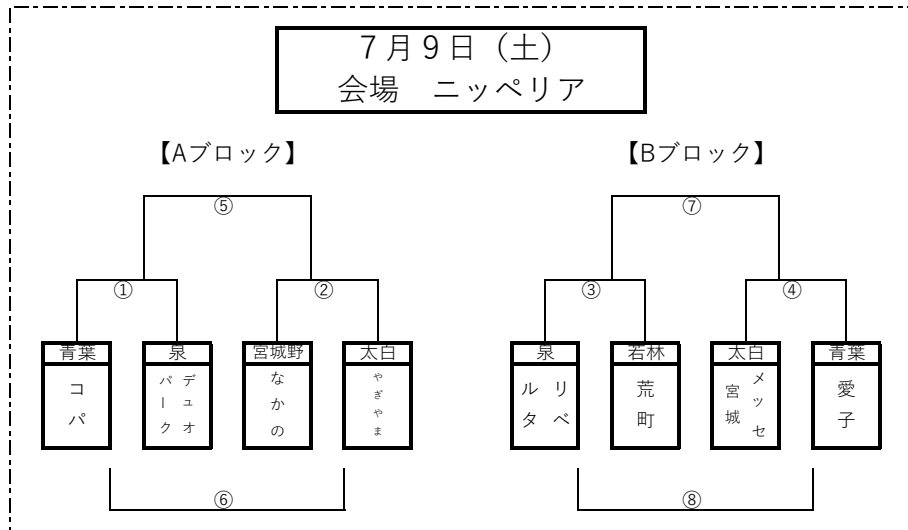 7月9日（土）
会場　ニッペリア
【Aブロック】
【Bブロック】
⑤
⑦
①
②
③
④
青葉
泉
宮城野
太白
泉
若林
太白
青葉
コパ
デュオ
パーク
なかの
やぎやま
リベ
ルタ
荒町
メッセ
宮城
愛子
⑥
⑧